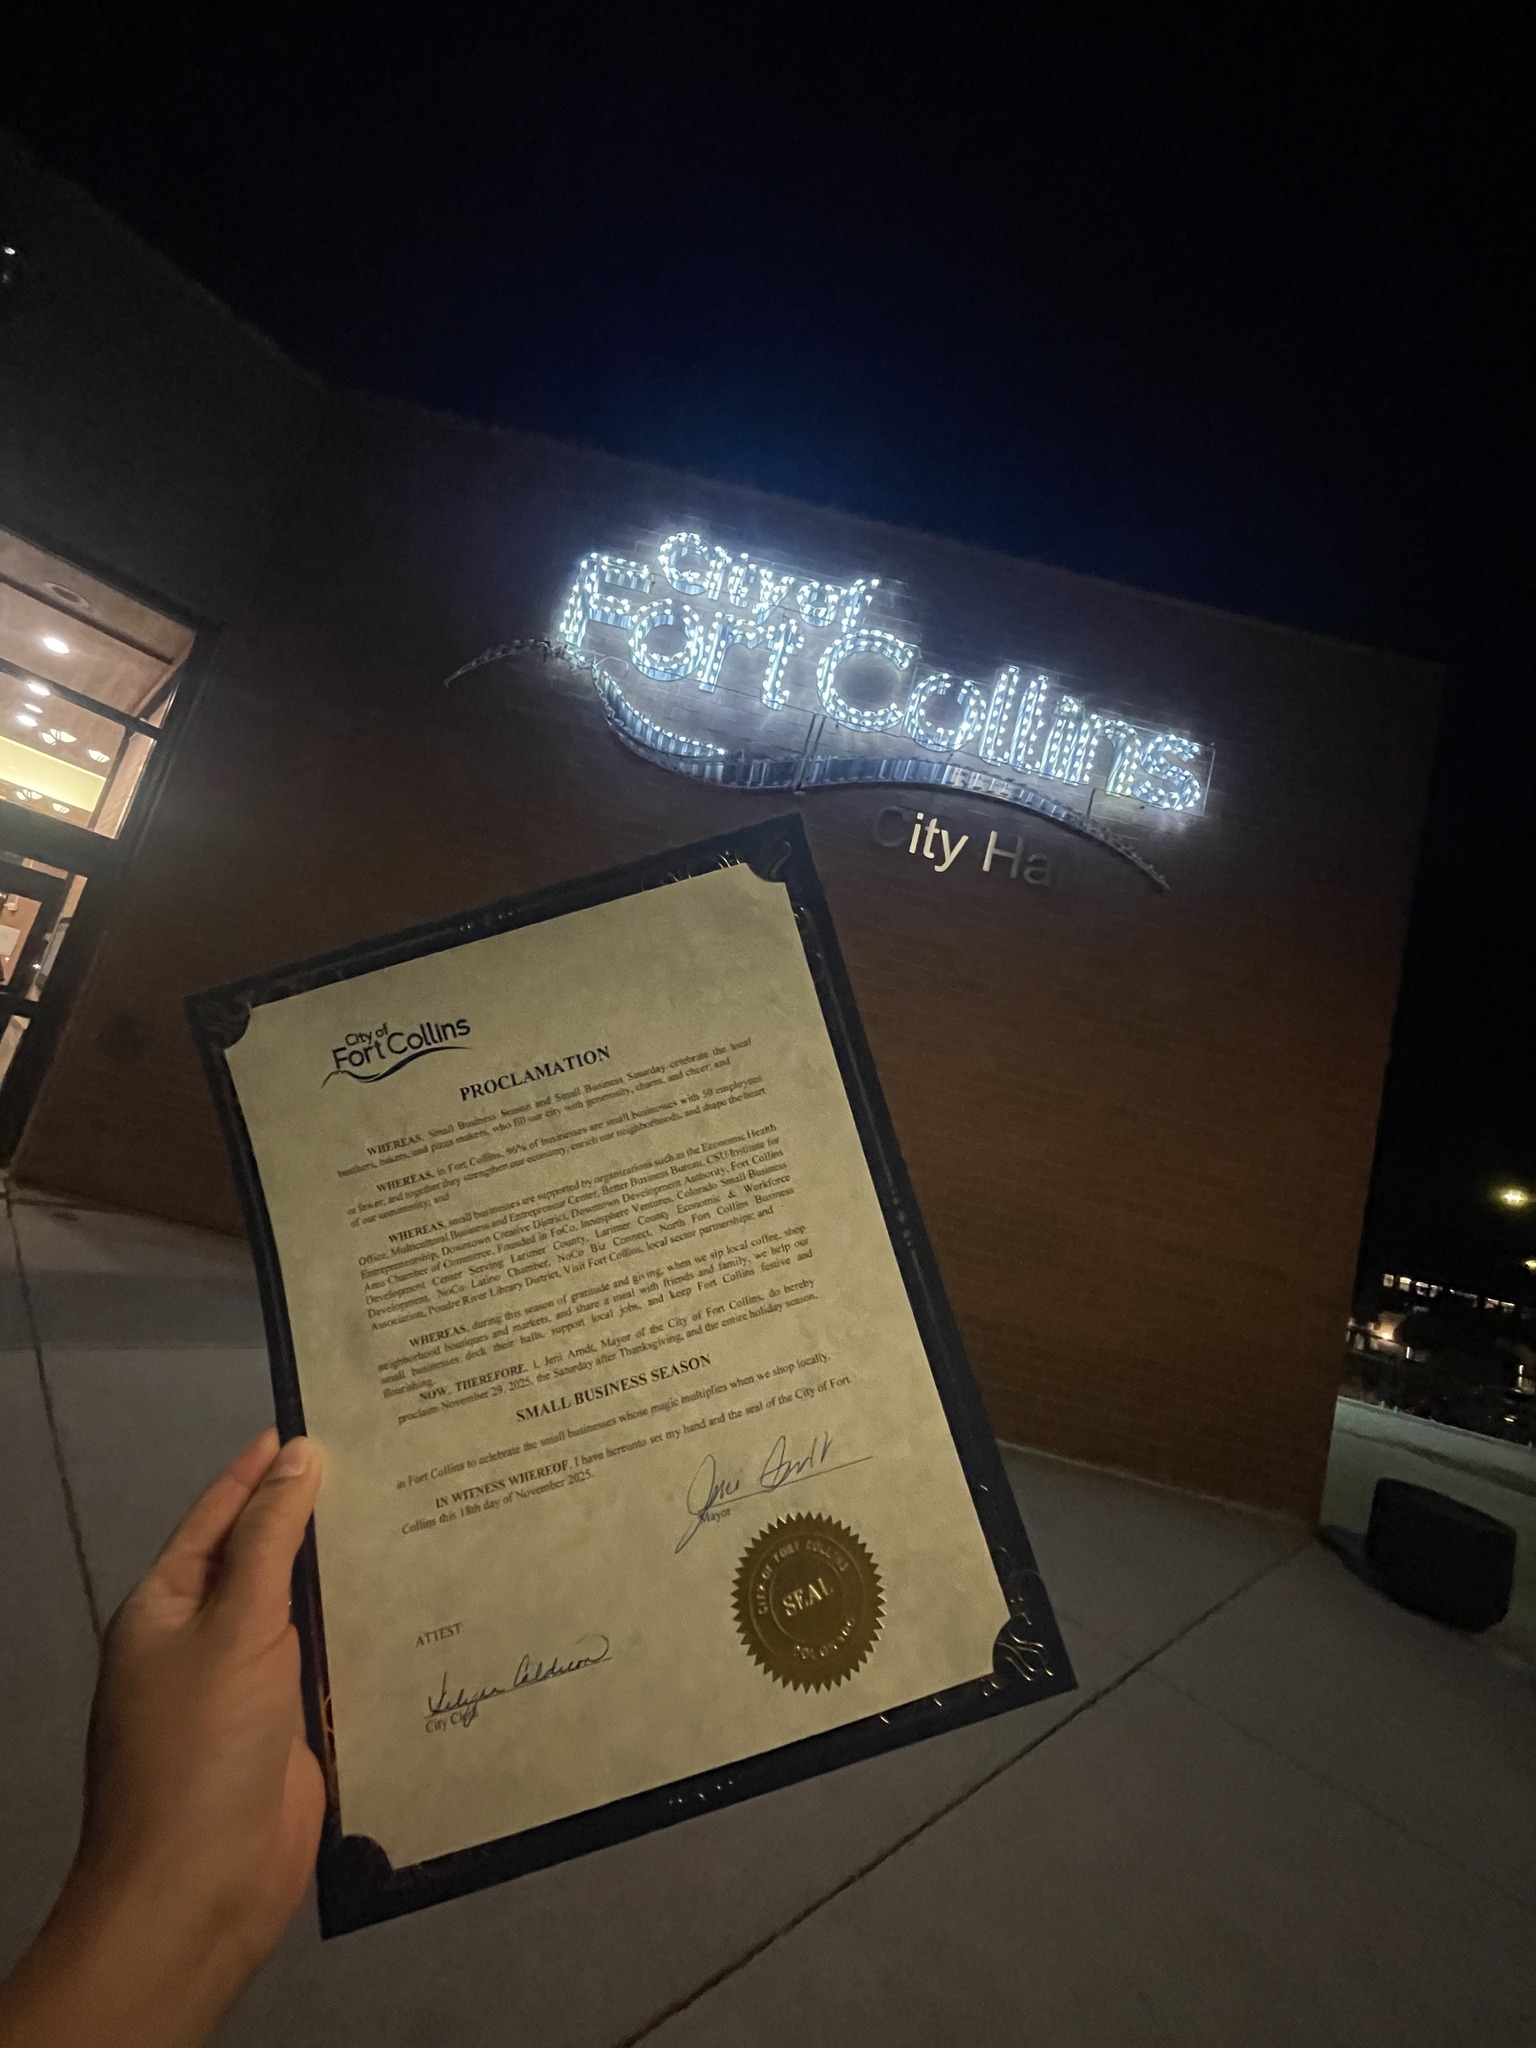 City of
Fort Collins
City Ha
City of
Fort Collins
PROCLAMATION
WHEREAS, Small Business Season and Small Business Saturday celebrate the local
butchers, bakers, and pizza makers, who fill our city with generosity, charm, and cheer; and
WHEREAS, in Fort Collins, 96% of businesses are small businesses with 50 employees
or fewer; and together they strengthen our economy, enrich our neighborhoods, and shape the heart
of our community; and
WHEREAS, small businesses are supported by organizations such as the Economic Health
Office, Multicultural Business and Entrepreneur Center, Better Business Bureau, CSU Institute for
Entrepreneurship, Downtown Creative District, Downtown Development Authority, Fort Collins
Area Chamber of Commerce, Founded in FoCo, Innosphere Ventures, Colorado Small Business
Development Center Serving Larimer County, Larimer County Economic & Workforce
Development, NoCo Latino Chamber, NoCo Biz Connect, North Fort Collins Business
Association, Poudre River Library District, Visit Fort Collins, local sector partnerships; and
WHEREAS, during this season of gratitude and giving, when we sip local coffee, shop
neighborhood boutiques and markets, and share a meal with friends and family, we help our
small businesses deck their halls, support local jobs, and keep Fort Collins festive and
flourishing.
NOW, THEREFORE, I, Jeni Arndt, Mayor of the City of Fort Collins, do hereby
proclaim November 29, 2025, the Saturday after Thanksgiving, and the entire holiday season,
SMALL BUSINESS SEASON
in Fort Collins to celebrate the small businesses whose magic multiplies when we shop locally.
IN WITNESS WHEREOF, I have hereunto set my hand and the seal of the City of Fort
Collins this 18th day of November 2025.
Jeni Arndt
Mayor
CITY OF FORT COLLINS
SEAL
COLORADO
ATTEST:
City Clerk